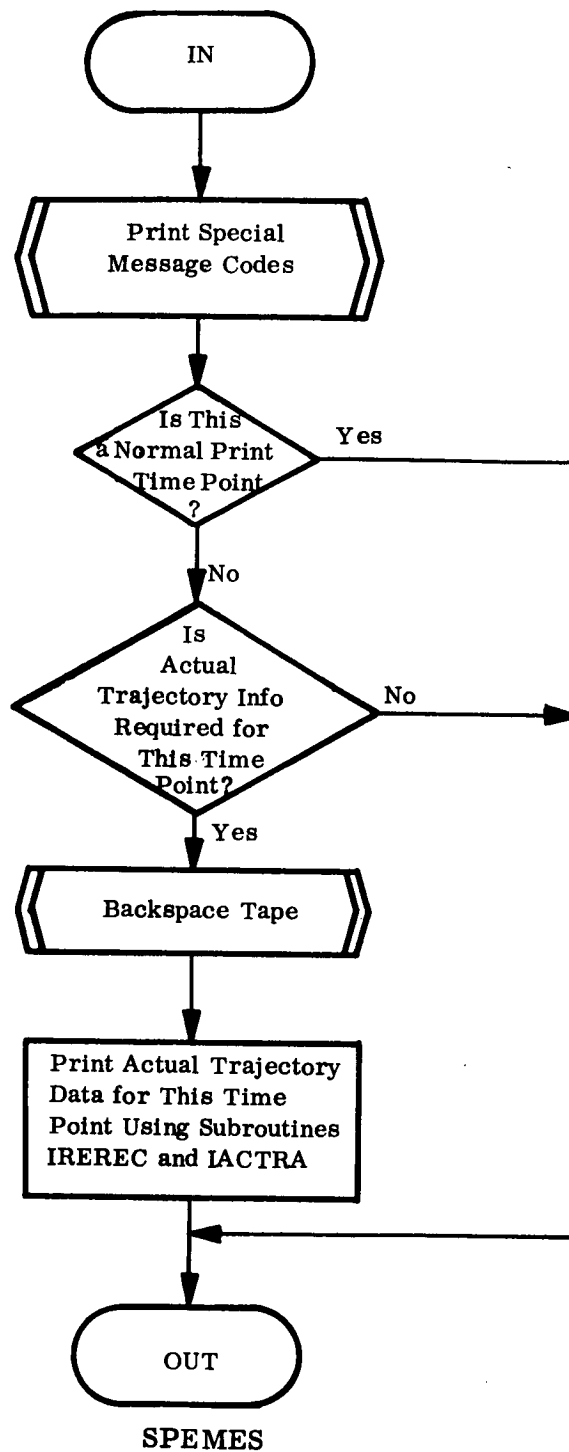 IN
Print Special
Message Codes
Is This
a Normal Print
Time Point
?
Yes
No
Is
Actual
Trajectory Info
Required for
This Time
Point?
No
Yes
Backspace Tape
Print Actual Trajectory
Data for This Time
Point Using Subroutines
IREREC and IACTRA
OUT
SPEMES